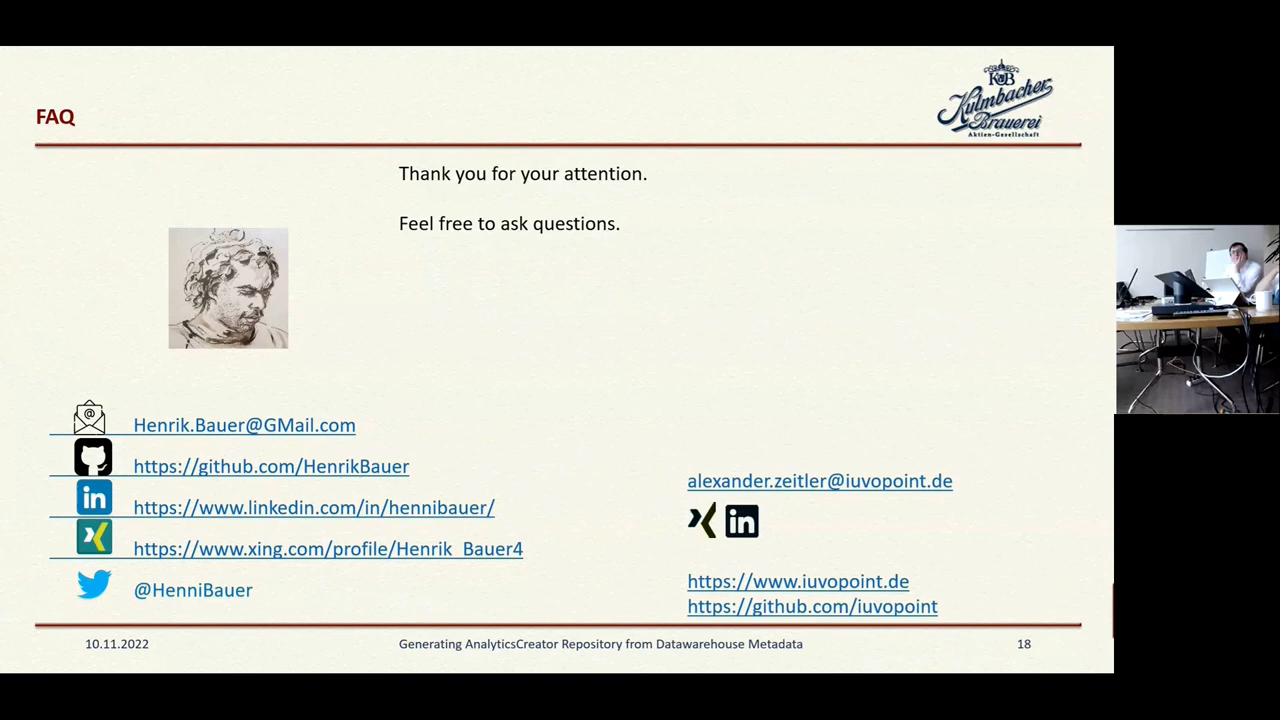 FAQ
KB
Kulmbacher
Brauerei
Aktien-Gesellschaft
Thank you for your attention.
Feel free to ask questions.
@
Henrik.Bauer@GMail.com
https://github.com/HenrikBauer
in
https://www.linkedin.com/in/hennibauer/
https://www.xing.com/profile/Henrik_Bauer4
@HenniBauer
alexander.zeitler@iuvopoint.de
in
https://www.iuvopoint.de
https://github.com/iuvopoint
10.11.2022
Generating AnalyticsCreator Repository from Datawarehouse Metadata
18